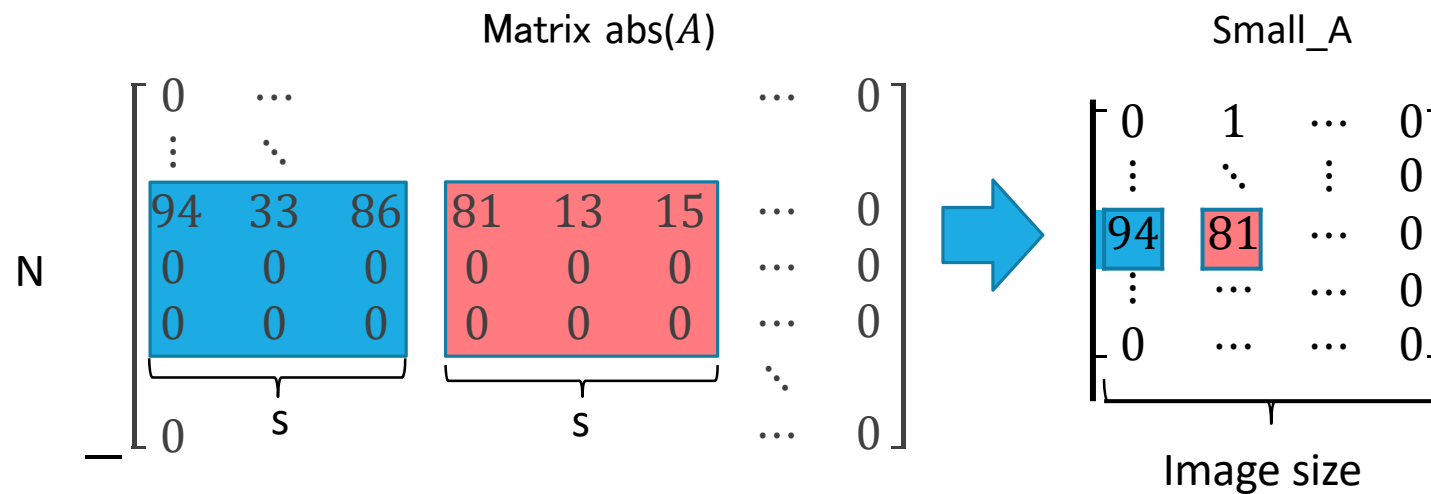 Matrix abs(A) Small_A
0 ⋯ ⋯ 0
⋮ ⋱
94 33 86 81 13 15 ⋯ 0
N 0 0 0 0 0 0 ⋯ 0
0 0 0 0 0 0 ⋯ 0
⋱
0 ⋯ 0
s s
0 1 ⋯ 0
⋮ ⋱ ⋮ 0
94 81 ⋯ 0
⋮ ⋯ ⋯ 0
0 ⋯ ⋯ 0
Image size